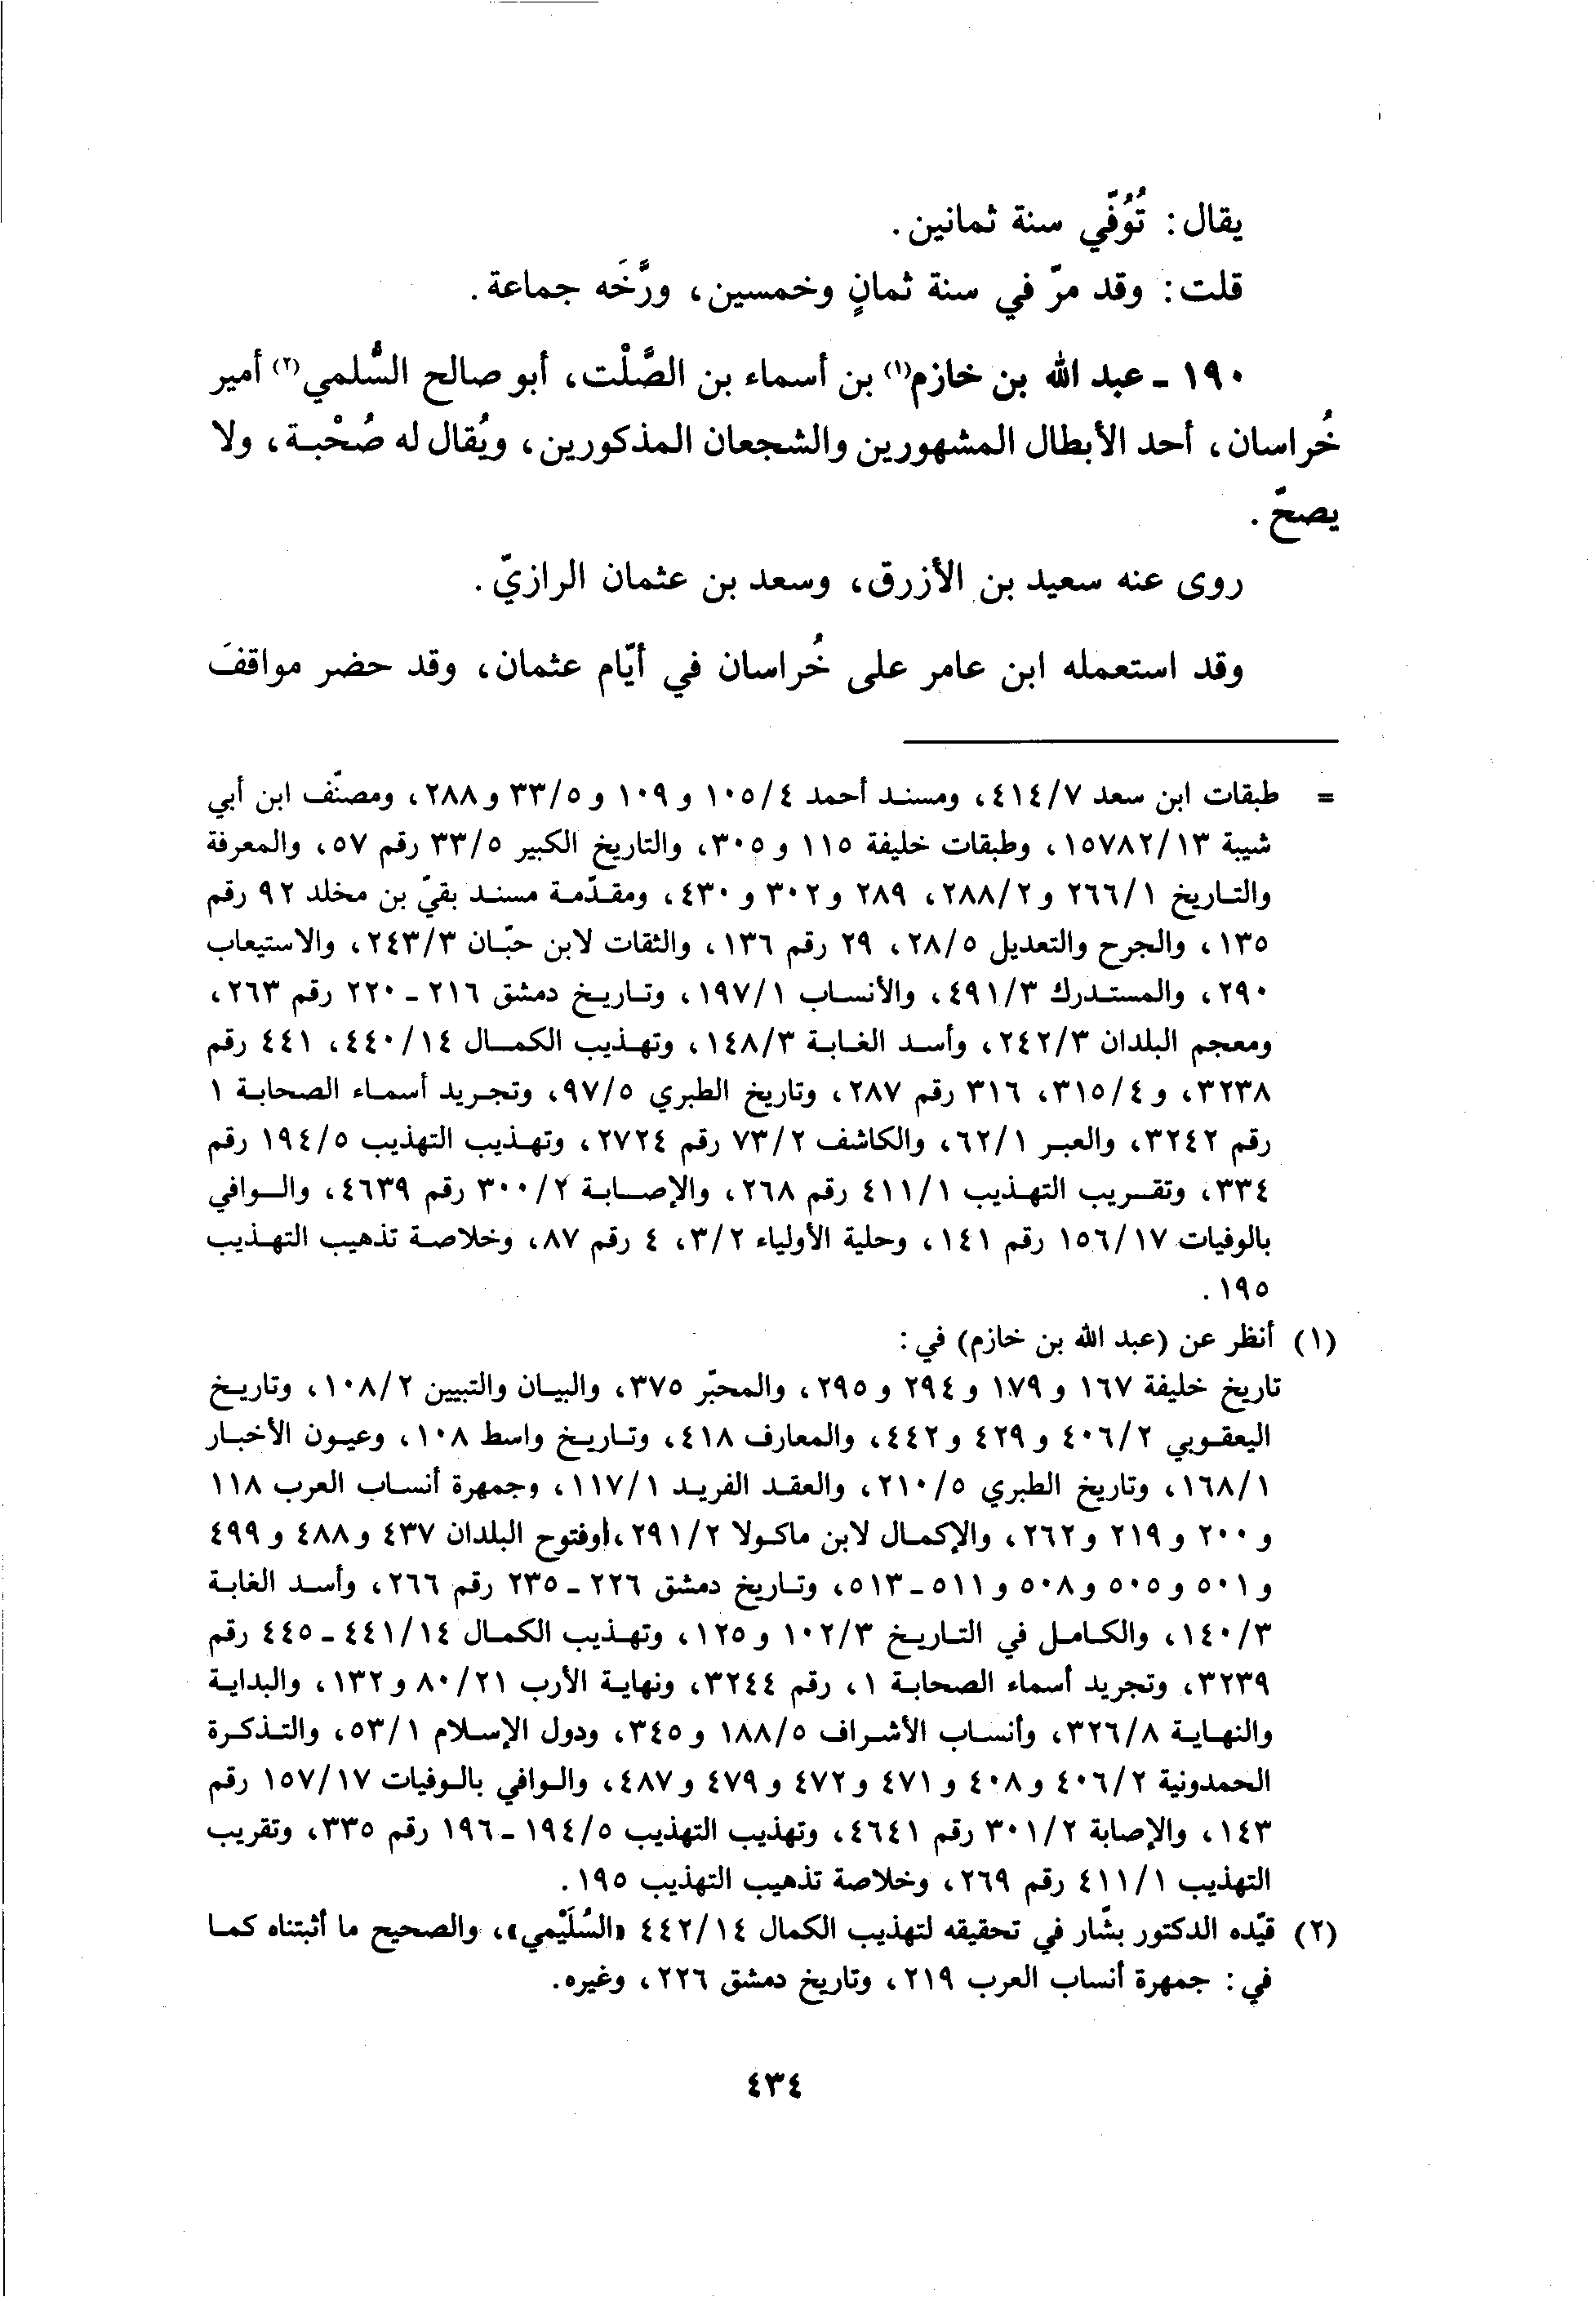 يقال: تُوُفّي سنة ثمانين.
قلت: وقد مرّ في سنة ثمانٍ وخمسين، ورَّخَه جماعة.
١٩٠ - عبد الله بن خازم(١) بن أسماء بن الصَّلْت، أبو صالح السُّلمي(٢) أمير
خُراسان، أحد الأبطال المشهورين والشجعان المذكورين، ويُقال له صُحْبة، ولا
يصحّ.
روى عنه سعيد بن الأزرق، وسعد بن عثمان الرازيّ.
وقد استعمله ابن عامر على خُراسان في أيّام عثمان، وقد حضر مواقفَ
= طبقات ابن سعد ٤١٤/٧، ومسند أحمد ١٠٥/٤ و ١٠٩ و ٣٣/٥ و ٢٨٨، ومصنّف ابن أبي
شيبة ١٥٧٨٢/١٣، وطبقات خليفة ١١٥ و ٣٠٥، والتاريخ الكبير ٣٣/٥ رقم ٥٧، والمعرفة
والتاريخ ٢٦٦/١ و٢٨٨/٢، ٢٨٩ و ٣٠٢ و ٤٣٠، ومقدّمة مسند بقيّ بن مخلد ٩٢ رقم
١٣٥، والجرح والتعديل ٢٨/٥، ٢٩ رقم ١٣٦، والثقات لابن حبّان ٢٤٣/٣، والاستيعاب
٢٩٠، والمستدرك ٤٩١/٣، والأنساب ١٩٧/١، وتاريخ دمشق ٢١٦ - ٢٢٠ رقم ٢٦٣،
ومعجم البلدان ٢٤٢/٣، وأسد الغابة ١٤٨/٣، وتهذيب الكمال ٤٤٠/١٤، ٤٤١ رقم
٣٢٣٨، و ٣١٥/٤، ٣١٦ رقم ٢٨٧، وتاريخ الطبري ٩٧/٥، وتجريد أسماء الصحابة ١
رقم ٣٢٤٢، والعبر ٦٢/١، والكاشف ٧٣/٢ رقم ٢٧٢٤، وتهذيب التهذيب ١٩٤/٥ رقم
٣٣٤، وتقريب التهذيب ٤١١/١ رقم ٢٦٨، والإصابة ٣٠٠/٢ رقم ٤٦٣٩، والوافي
بالوفيات ١٥٦/١٧ رقم ١٤١، وحلية الأولياء ٣/٢، ٤ رقم ٨٧، وخلاصة تذهيب التهذيب
١٩٥.
(١) أنظر عن (عبد الله بن خازم) في:
تاريخ خليفة ١٦٧ و ١٧٩ و ٢٩٤ و ٢٩٥، والمحبّر ٣٧٥، والبيان والتبيين ١٠٨/٢، وتاريخ
اليعقوبي ٤٠٦/٢ و ٤٢٩ و ٤٤٢، والمعارف ٤١٨، وتاريخ واسط ١٠٨، وعيون الأخبار
١٦٨/١، وتاريخ الطبري ٢١٠/٥، والعقد الفريد ١١٧/١، وجمهرة أنساب العرب ١١٨
و ٢٠٠ و ٢١٩ و ٢٦٢، والإكمال لابن ماكولا ٢٩١/٢، وفتوح البلدان ٤٣٧ و ٤٨٨ و ٤٩٩
و ٥٠١ و ٥٠٥ و ٥٠٨ و ٥١١ - ٥١٣، وتاريخ دمشق ٢٢٦ - ٢٣٥ رقم ٢٦٦، وأسد الغابة
١٤٠/٣، والكامل في التاريخ ١٠٢/٣ و ١٢٥، وتهذيب الكمال ٤٤١/١٤ - ٤٤٥ رقم
٣٢٣٩، وتجريد أسماء الصحابة ١، رقم ٣٢٤٤، ونهاية الأرب ٨٠/٢١ و ١٣٢، والبداية
والنهاية ٣٢٦/٨، وأنساب الأشراف ١٨٨/٥ و ٣٤٥، ودول الإسلام ٥٣/١، والتذكرة
الحمدونية ٤٠٦/٢ و ٤٠٨ و ٤٧١ و ٤٧٢ و ٤٧٩ و ٤٨٧، والوافي بالوفيات ١٥٧/١٧ رقم
١٤٣، والإصابة ٣٠١/٢ رقم ٤٦٤١، وتهذيب التهذيب ١٩٤/٥ - ١٩٦ رقم ٣٣٥، وتقريب
التهذيب ٤١١/١ رقم ٢٦٩، وخلاصة تذهيب التهذيب ١٩٥.
(٢) قيّده الدكتور بشّار في تحقيقه لتهذيب الكمال ٤٤٢/١٤ «السُلَيْمي»، والصحيح ما أثبتناه كما
في: جمهرة أنساب العرب ٢١٩، وتاريخ دمشق ٢٢٦، وغيره.
٤٣٤